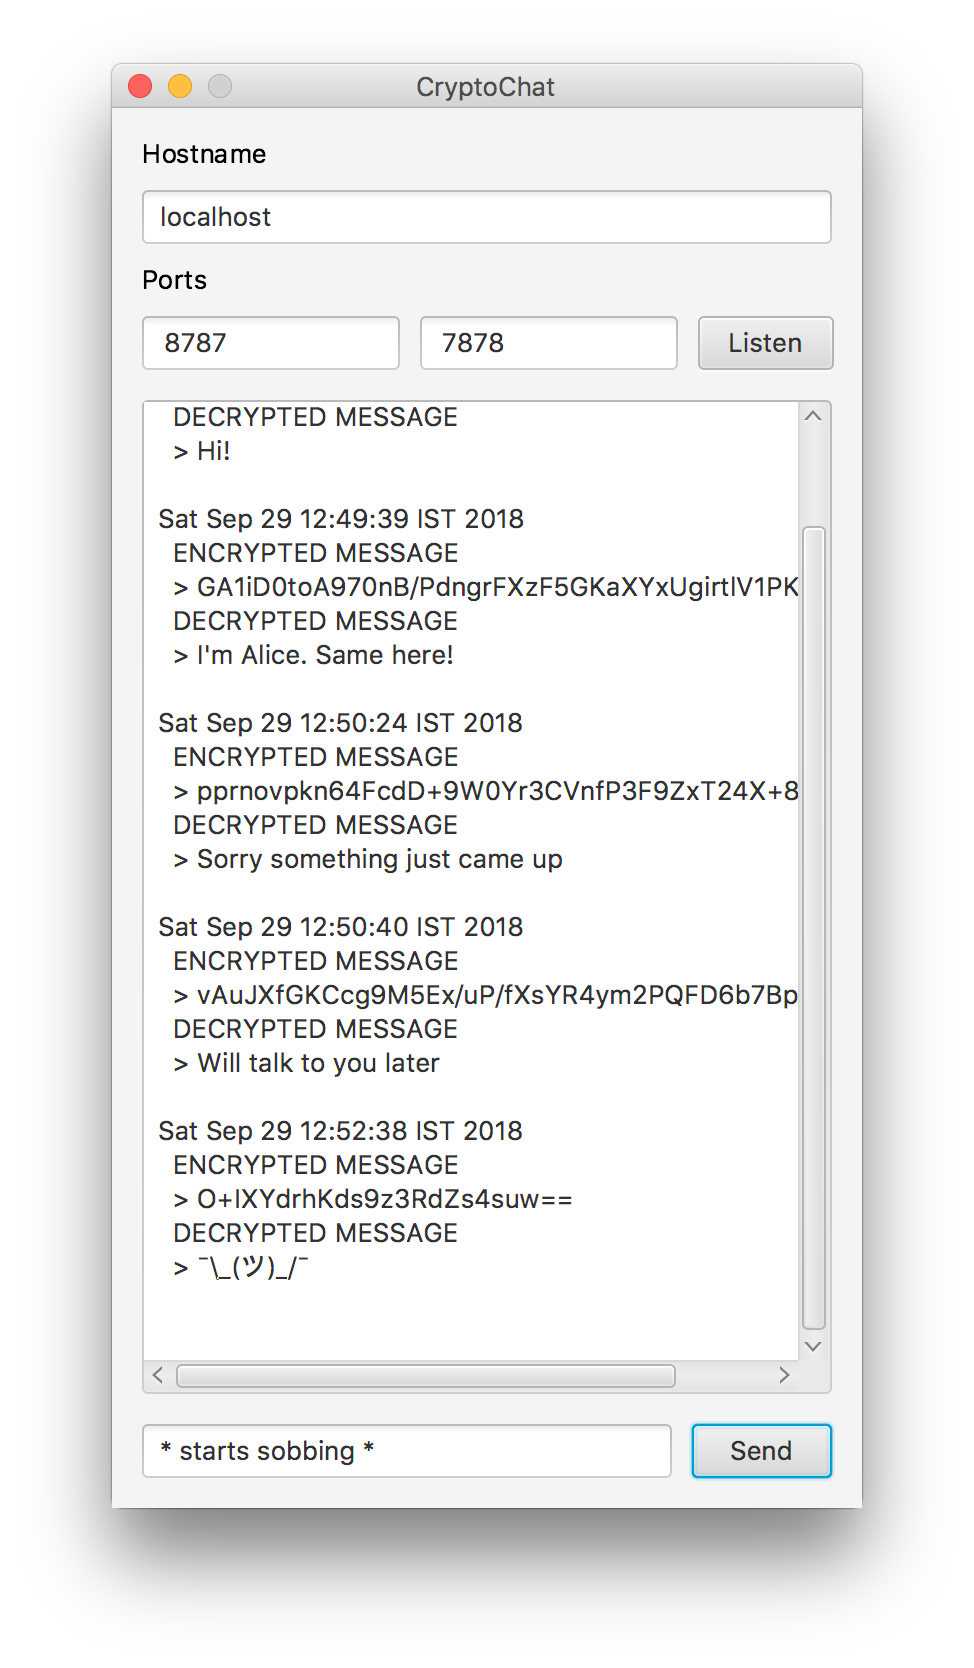 CryptoChat
Hostname
localhost
Ports
8787 7878 Listen
DECRYPTED MESSAGE
> Hi!
Sat Sep 29 12:49:39 IST 2018
ENCRYPTED MESSAGE
> GA1iD0toA970nB/PdngrFXzF5GKaXYxUgirtlV1PK
DECRYPTED MESSAGE
> I'm Alice. Same here!
Sat Sep 29 12:50:24 IST 2018
ENCRYPTED MESSAGE
> pprnovpkn64FcdD+9W0Yr3CVnfP3F9ZxT24X+8
DECRYPTED MESSAGE
> Sorry something just came up
Sat Sep 29 12:50:40 IST 2018
ENCRYPTED MESSAGE
> vAuJXfGKCcg9M5Ex/uP/fXsYR4ym2PQFD6b7Bp
DECRYPTED MESSAGE
> Will talk to you later
Sat Sep 29 12:52:38 IST 2018
ENCRYPTED MESSAGE
> O+IXYdrhKds9z3RdZs4suw==
DECRYPTED MESSAGE
> ¯\_(ツ)_/¯
* starts sobbing * Send